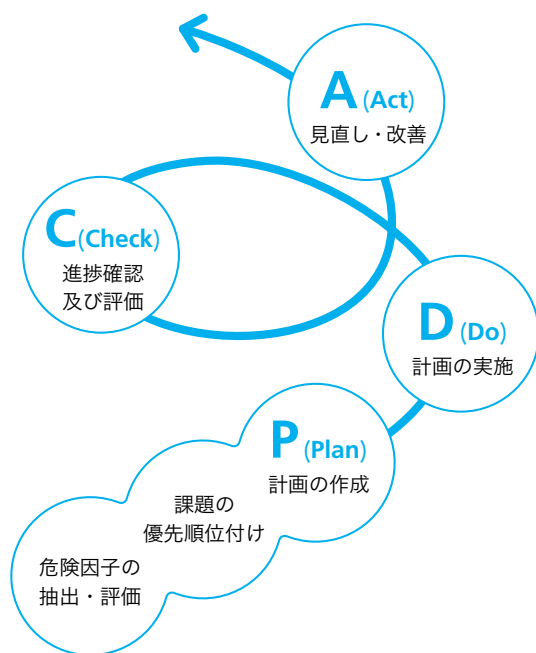 A (Act)
見直し・改善
C (Check)
進捗確認
及び評価
D (Do)
計画の実施
P (Plan)
計画の作成
課題の
優先順位付け
危険因子の
抽出・評価